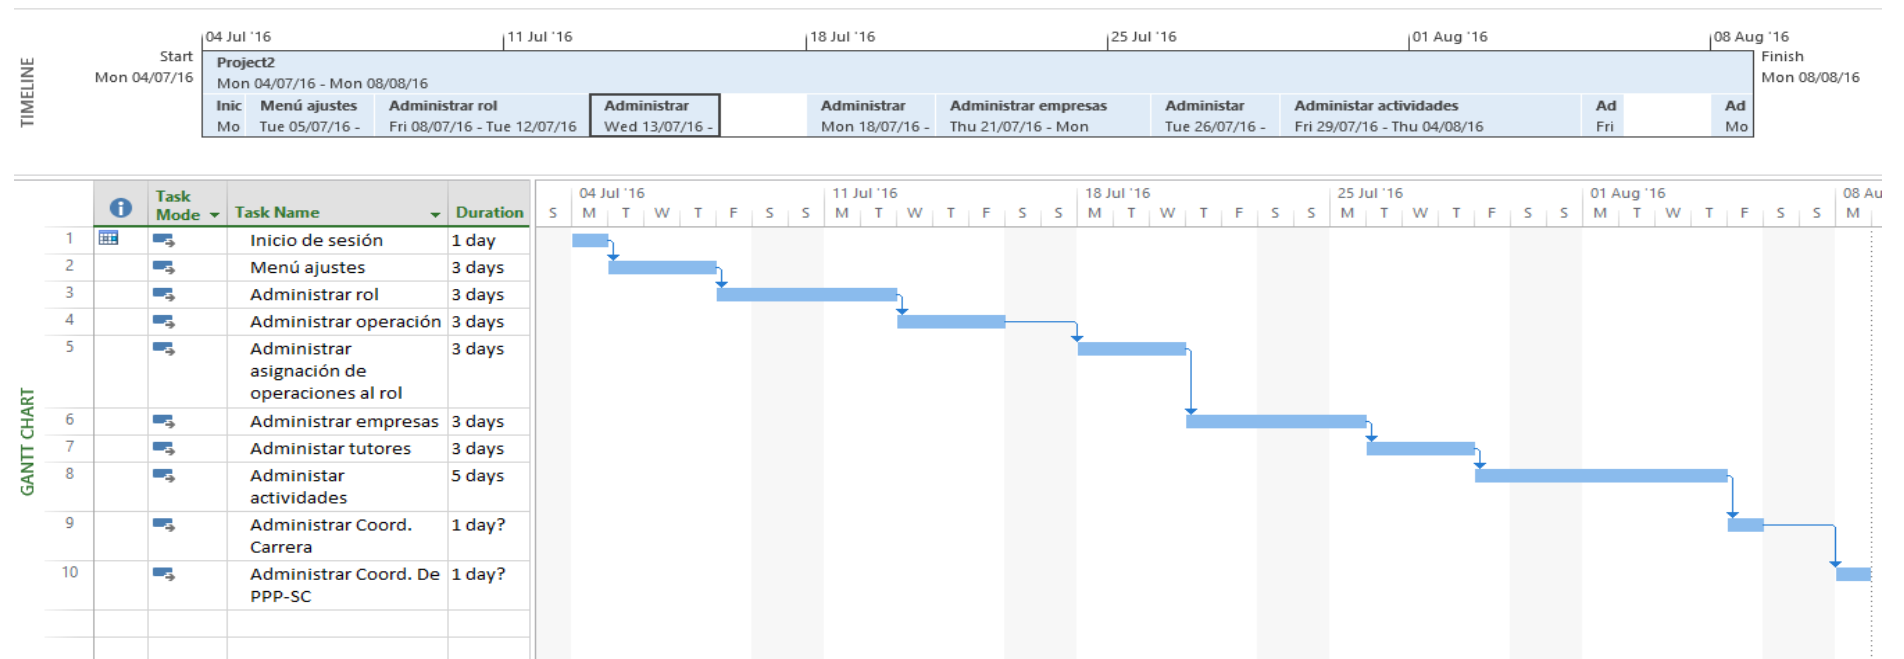 TIMELINE
04 Jul '16 11 Jul '16 18 Jul '16 25 Jul '16 01 Aug '16 08 Aug '16
Start
Mon 04/07/16
Finish
Mon 08/08/16
Project2
Mon 04/07/16 - Mon 08/08/16
Inic Menú ajustes Administrar rol Administrar Administrar Administrar empresas Administar Administar actividades Ad Ad
Mo Tue 05/07/16 - Fri 08/07/16 - Tue 12/07/16 Wed 13/07/16 - Mon 18/07/16 - Thu 21/07/16 - Mon Tue 26/07/16 - Fri 29/07/16 - Thu 04/08/16 Fri Mo
GANTT CHART
Task Mode Task Name Duration
04 Jul '16 11 Jul '16 18 Jul '16 25 Jul '16 01 Aug '16 08 Au
S M T W T F S S M T W T F S S M T W T F S S M T W T F S S M T W T F S S M
1 Inicio de sesión 1 day
2 Menú ajustes 3 days
3 Administrar rol 3 days
4 Administrar operación 3 days
5 Administrar 3 days
asignación de
operaciones al rol
6 Administrar empresas 3 days
7 Administar tutores 3 days
8 Administar 5 days
actividades
9 Administrar Coord. 1 day?
Carrera
10 Administrar Coord. De 1 day?
PPP-SC